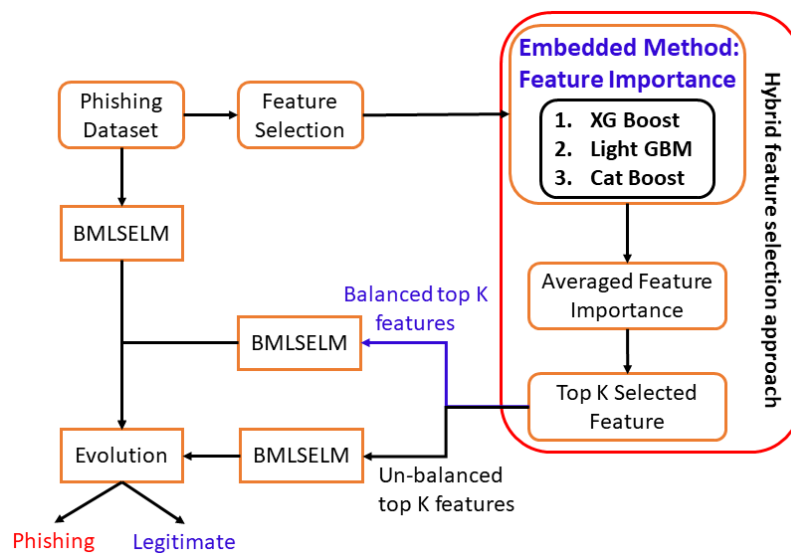 Embedded Method:
Feature Importance
1. XG Boost
2. Light GBM
3. Cat Boost
Hybrid feature selection approach
Phishing
Dataset
Feature
Selection
BMLSELM
Averaged Feature
Importance
Balanced top K
features
BMLSELM
Top K Selected
Feature
Evolution
BMLSELM
Un-balanced
top K features
Phishing
Legitimate